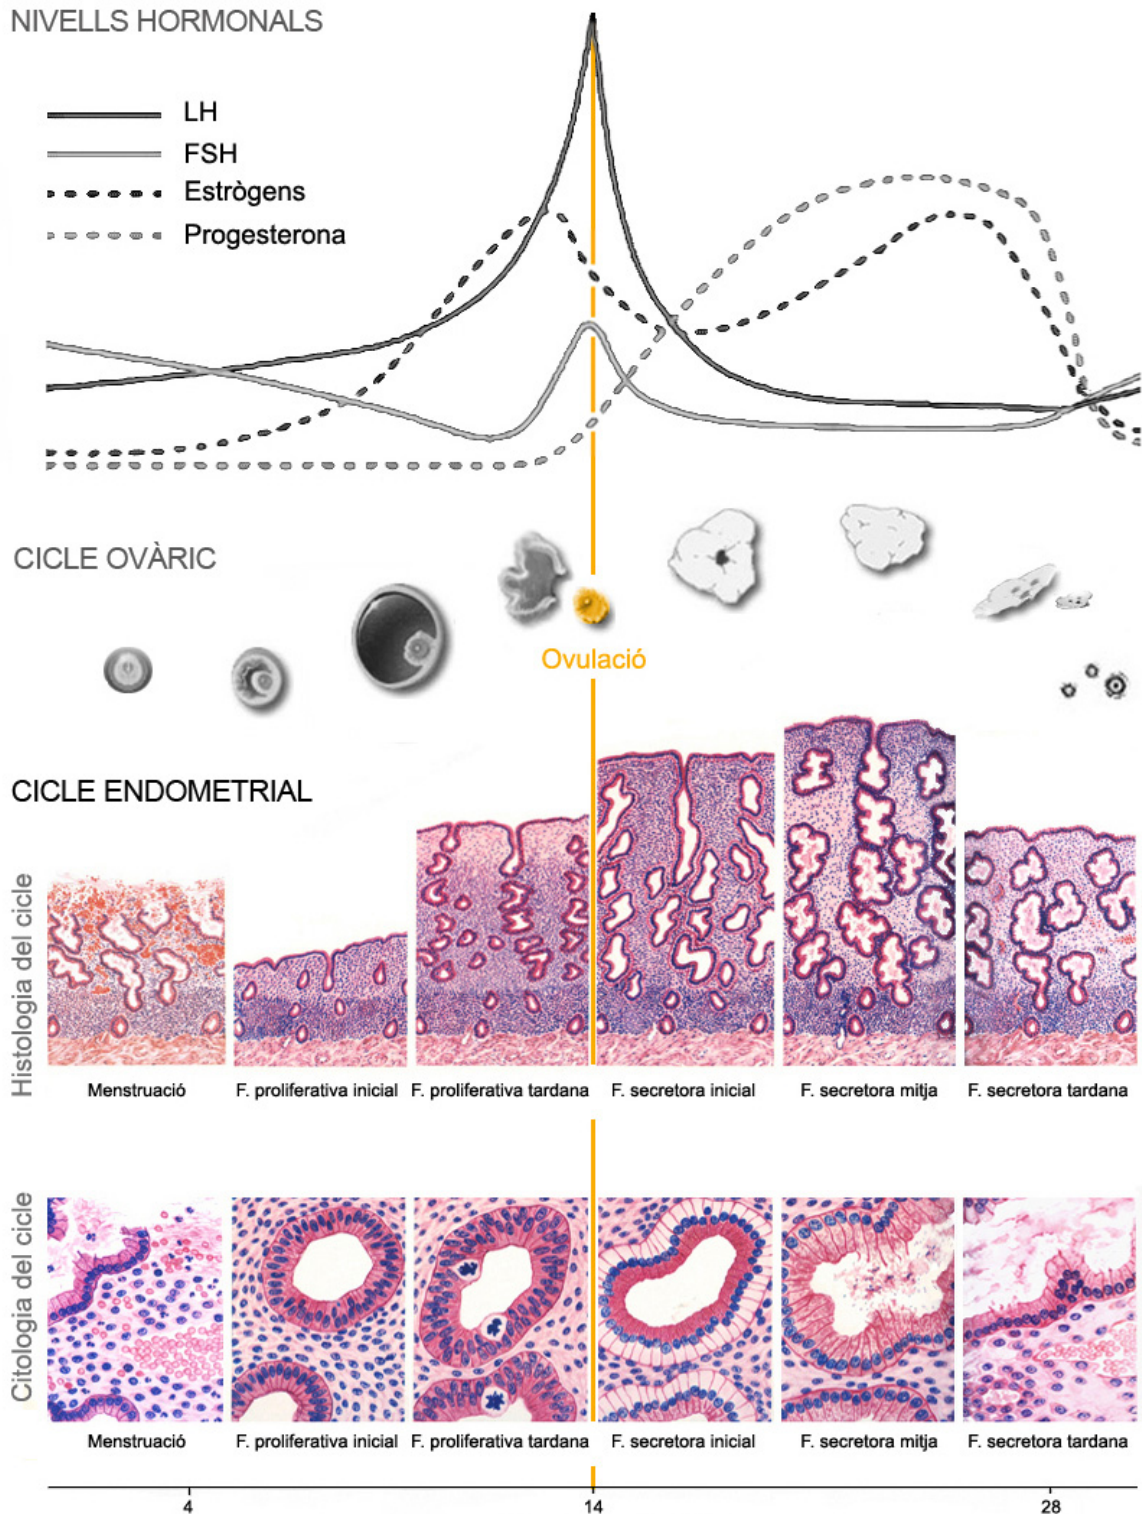 NIVELLS HORMONALS
LH
FSH
Estrògens
Progesterona
CICLE OVÀRIC
Ovulació
CICLE ENDOMETRIAL
Histologia del cicle
Menstruació
F. proliferativa inicial
F. proliferativa tardana
F. secretora inicial
F. secretora mitja
F. secretora tardana
Citologia del cicle
Menstruació
F. proliferativa inicial
F. proliferativa tardana
F. secretora inicial
F. secretora mitja
F. secretora tardana
4
14
28